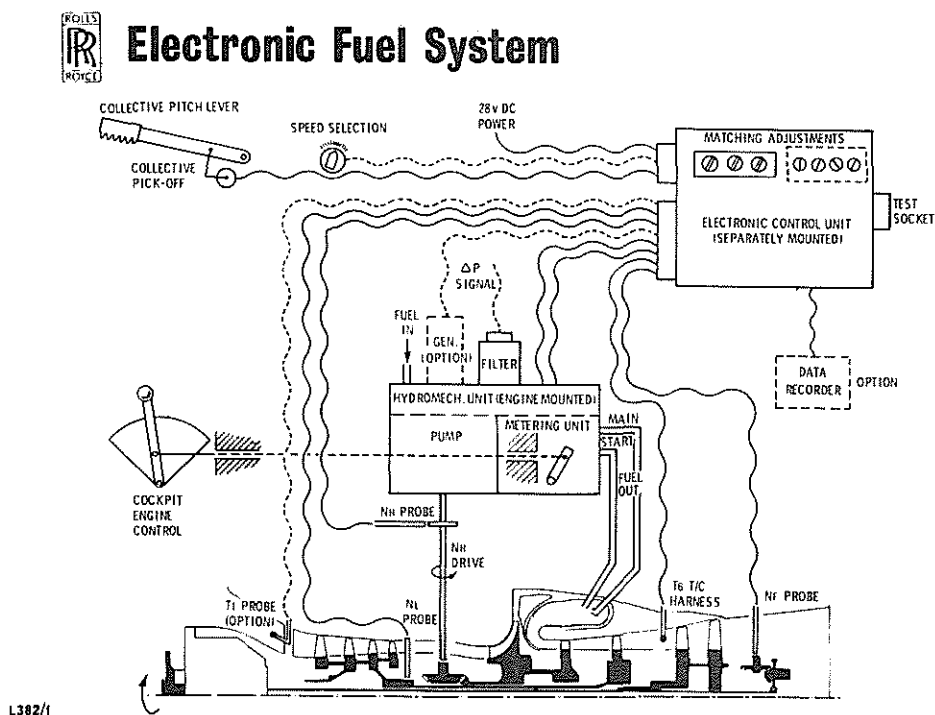 ROLLS
RR
ROYCE
Electronic Fuel System
COLLECTIVE PITCH LEVER
COLLECTIVE
PICK-OFF
SPEED SELECTION
28v DC
POWER
MATCHING ADJUSTMENTS
ELECTRONIC CONTROL UNIT
(SEPARATELY MOUNTED)
TEST
SOCKET
ΔP
SIGNAL
FUEL
IN
GEN.
(OPTION)
FILTER
DATA
RECORDER
OPTION
HYDROMECH. UNIT (ENGINE MOUNTED)
PUMP
METERING UNIT
MAIN
START
FUEL
OUT
COCKPIT
ENGINE
CONTROL
NH PROBE
NH
DRIVE
T1 PROBE
(OPTION)
NL
PROBE
T6 T/C
HARNESS
NF PROBE
L382/1